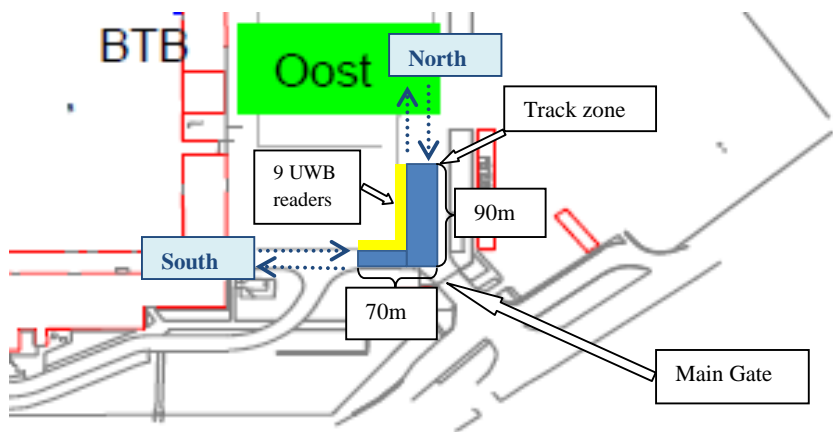 BTB
Oost
North
Track zone
9 UWB
readers
90m
South
70m
Main Gate